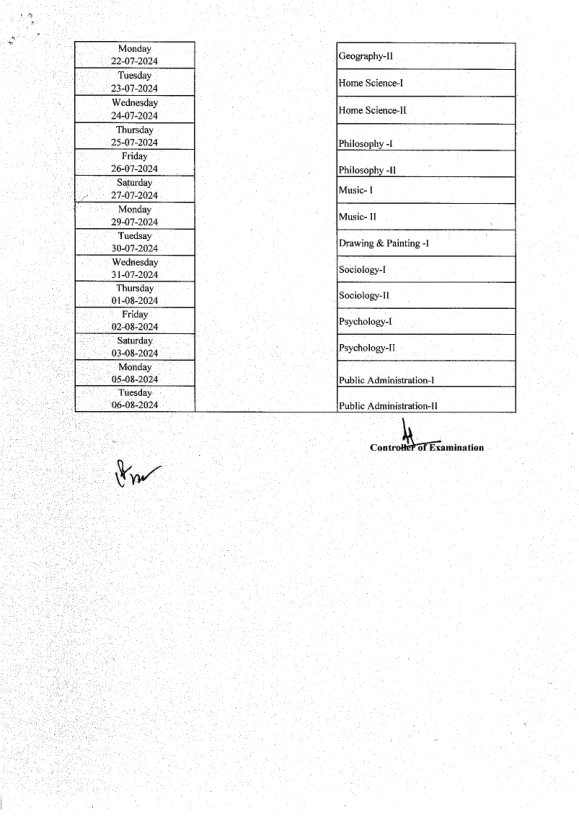 Monday
22-07-2024
Geography-II
Tuesday
23-07-2024
Home Science-I
Wednesday
24-07-2024
Home Science-II
Thursday
25-07-2024
Philosophy -I
Friday
26-07-2024
Philosophy -II
Saturday
27-07-2024
Music- I
Monday
29-07-2024
Music- II
Tuedsay
30-07-2024
Drawing & Painting -I
Wednesday
31-07-2024
Sociology-I
Thursday
01-08-2024
Sociology-II
Friday
02-08-2024
Psychology-I
Saturday
03-08-2024
Psychology-II
Monday
05-08-2024
Public Administration-I
Tuesday
06-08-2024
Public Administration-II
Controller of Examination